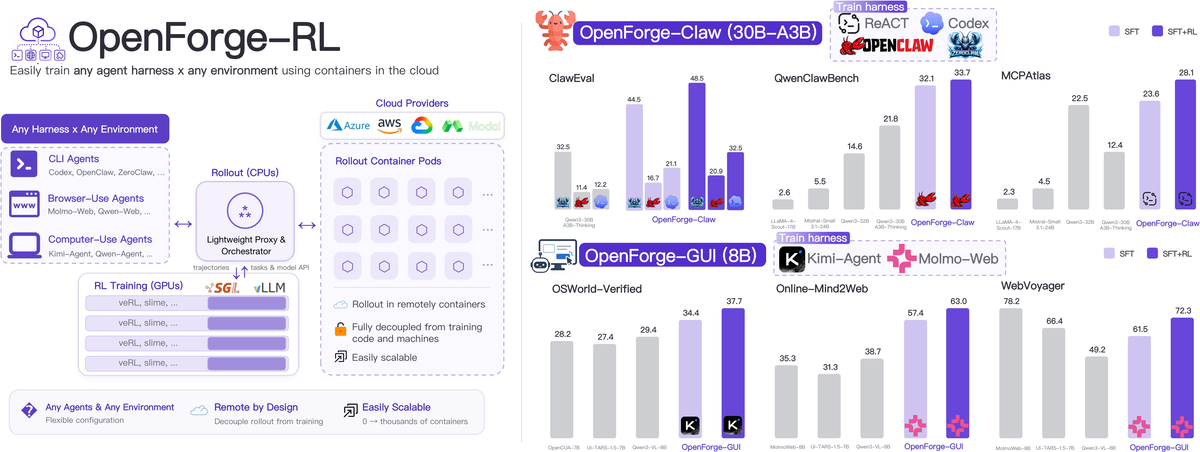 OpenForge-RL
Easily train any agent harness x any environment using containers in the cloud
Any Harness x Any Environment
CLI Agents
Codex, OpenClaw, ZeroClaw, ...
WWW
Browser-Use Agents
Molmo-Web, Qwen-Web, ...
Computer-Use Agents
Kimi-Agent, Qwen-Agent, ...
Rollout (CPUs)
Lightweight Proxy &
Orchestrator
trajectories
tasks & model API
RL Training (GPUs)
SGL
vLLM
veRL, slime, ...
veRL, slime, ...
veRL, slime, ...
veRL, slime, ...
Cloud Providers
Azure
aws
Modal
Rollout Container Pods
...
...
...
Rollout in remotely containers
Fully decoupled from training
code and machines
Easily scalable
Any Agents & Any Environment
Flexible configuration
Remote by Design
Decouple rollout from training
Easily Scalable
0 → thousands of containers
OpenForge-Claw (30B-A3B)
Train harness
ReACT
Codex
OPENCLAW
SFT
SFT+RL
ClawEval
32.5
11.4
12.2
44.5
16.7
21.1
48.5
20.9
32.5
Qwen3-30B
A3B-Thinking
OpenForge-Claw
QwenClawBench
2.6
5.5
14.6
21.8
32.1
33.7
LLaMA-4-
Scout-17B
Mistral-Small
3.1-24B
Qwen3-32B
Qwen3-30B
A3B-Thinking
OpenForge-Claw
MCPAtlas
2.3
4.5
22.5
12.4
23.6
28.1
LLaMA-4-
Scout-17B
Mistral-Small
3.1-24B
Qwen3-32B
Qwen3-30B
A3B-Thinking
OpenForge-Claw
OpenForge-GUI (8B)
Train harness
Kimi-Agent
Molmo-Web
SFT
SFT+RL
OSWorld-Verified
28.2
27.4
29.4
34.4
37.7
OpenCUA-7B
UI-TARS-1.5-7B
Qwen3-VL-8B
OpenForge-GUI
Online-Mind2Web
35.3
31.3
38.7
57.4
63.0
MolmoWeb-8B
UI-TARS-1.5-7B
Qwen3-VL-8B
OpenForge-GUI
WebVoyager
78.2
66.4
49.2
61.5
72.3
MolmoWeb-8B
UI-TARS-1.5-7B
Qwen3-VL-8B
OpenForge-GUI